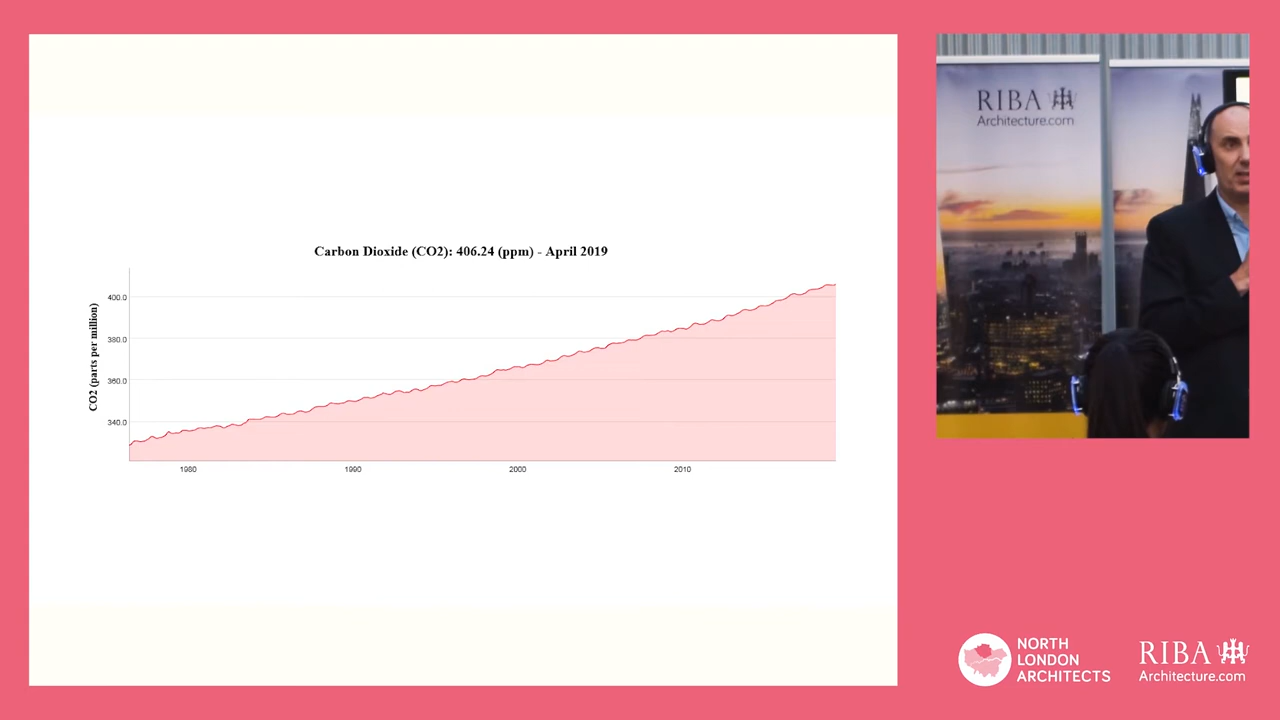 Carbon Dioxide (CO2): 406.24 (ppm) - April 2019
CO2 (parts per million)
400.0
380.0
360.0
340.0
1980
1990
2000
2010
RIBA
Architecture.com
NORTH
LONDON
ARCHITECTS
RIBA
Architecture.com